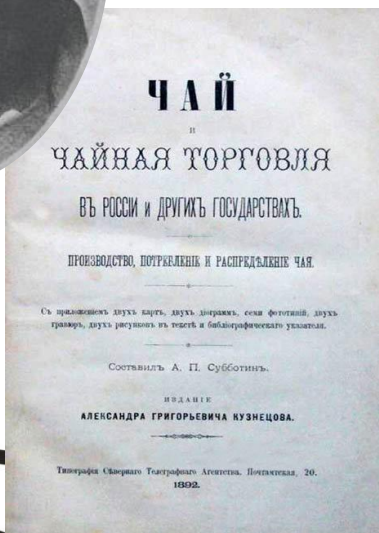 ЧАЙ
И
ЧАЙНАЯ ТОРГОВЛЯ
ВЪ РОССІИ и ДРУГИХЪ ГОСУДАРСТВАХЪ.
ПРОИЗВОДСТВО, ПОТРЕБЛЕНІЕ И РАСПРЕДѢЛЕНІЕ ЧАЯ.
Съ приложеніемъ двухъ картъ, двухъ діограммъ, семи фототипій, двухъ
гравюръ, двухъ рисунковъ въ текстѣ и библіографическаго указателя.
Составилъ А. П. Субботинъ.
ИЗДАНІЕ
АЛЕКСАНДРА ГРИГОРЬЕВИЧА КУЗНЕЦОВА.
Типографія Сѣвернаго Телеграфнаго Агентства. Почтамтская, 20.
1892.